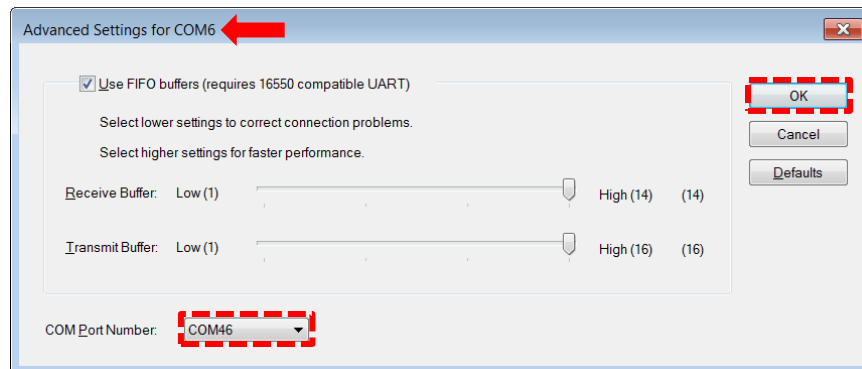 Advanced Settings for COM6
Use FIFO buffers (requires 16550 compatible UART)
OK
Select lower settings to correct connection problems.
Cancel
Select higher settings for faster performance.
Defaults
Receive Buffer: Low (1) High (14) (14)
Transmit Buffer: Low (1) High (16) (16)
COM Port Number: COM46